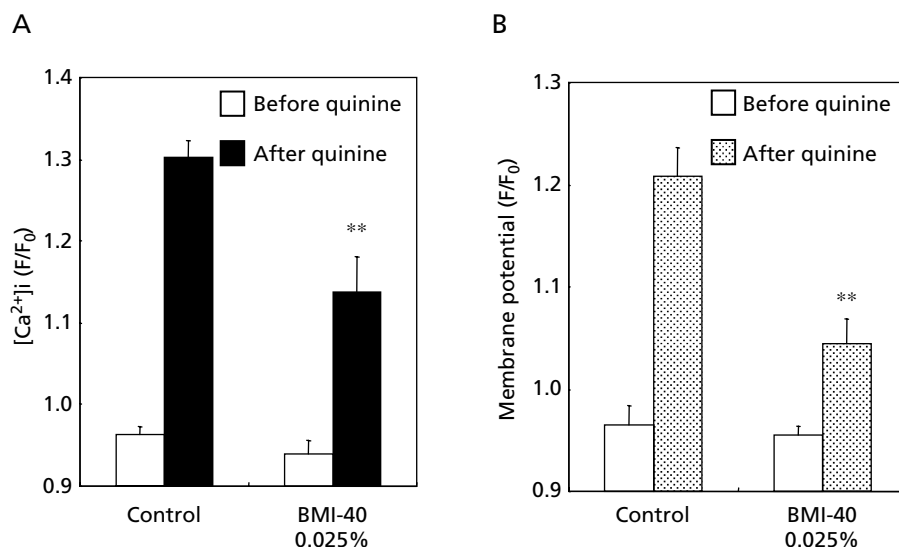 A
[Ca²⁺]i (F/F₀)
1.4
1.3
1.2
1.1
1.0
0.9
Before quinine
After quinine
**
Control
BMI-40
0.025%
B
Membrane potential (F/F₀)
1.3
1.2
1.1
1.0
0.9
Before quinine
After quinine
**
Control
BMI-40
0.025%